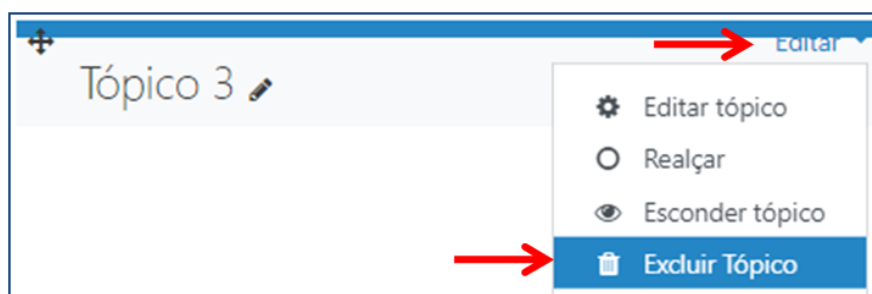 Editar
Tópico 3
Editar tópico
Realçar
Esconder tópico
Excluir Tópico